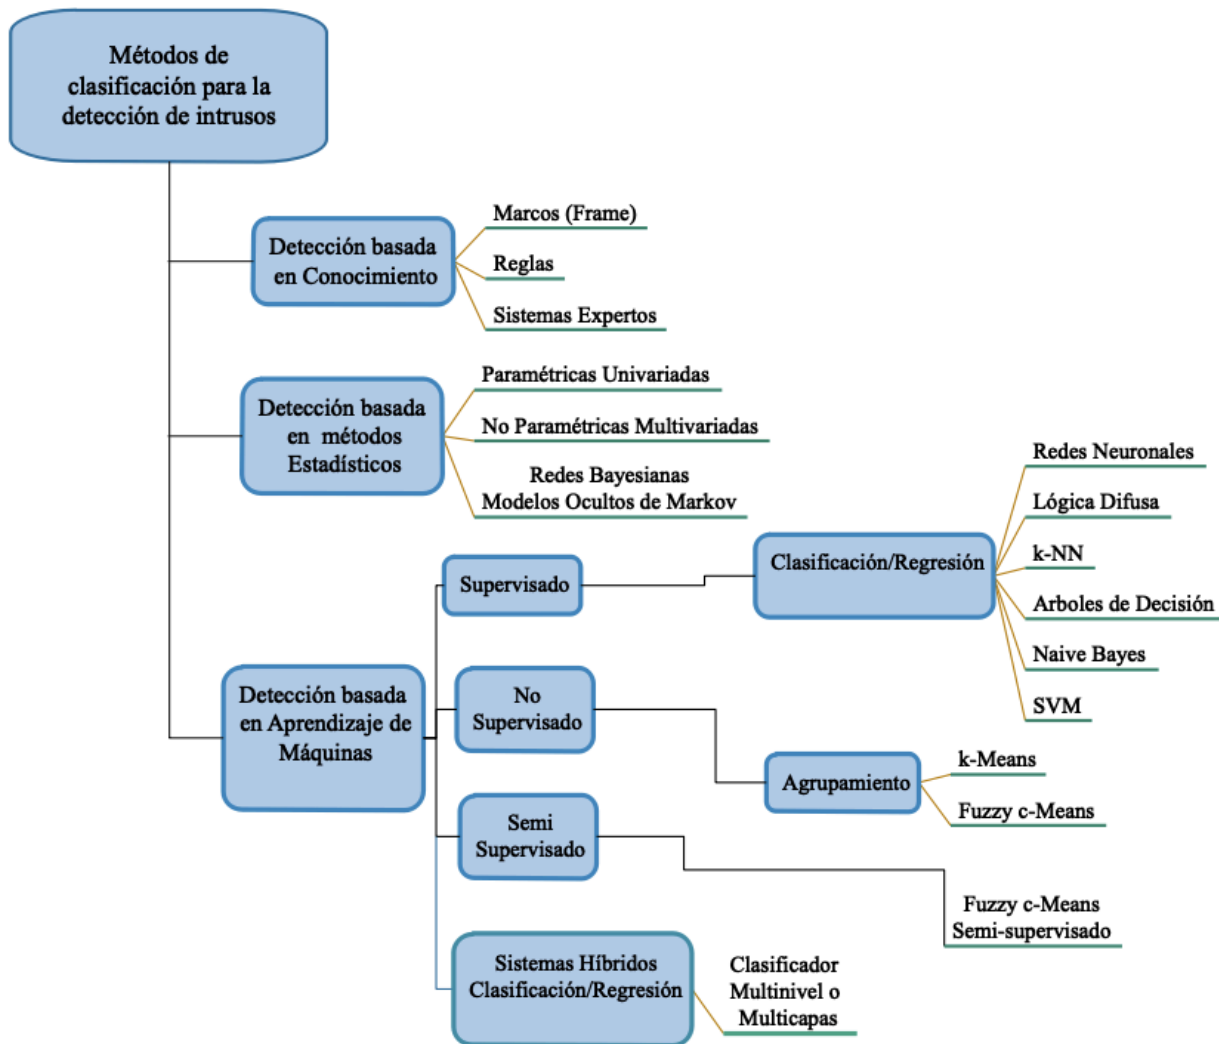 Métodos de
clasificación para la
detección de intrusos
Detección basada
en Conocimiento
Marcos (Frame)
Reglas
Sistemas Expertos
Detección basada
en métodos
Estadísticos
Paramétricas Univariadas
No Paramétricas Multivariadas
Redes Bayesianas
Modelos Ocultos de Markov
Detección basada
en Aprendizaje de
Máquinas
Supervisado
Clasificación/Regresión
Redes Neuronales
Lógica Difusa
k-NN
Arboles de Decisión
Naive Bayes
SVM
No
Supervisado
Agrupamiento
k-Means
Fuzzy c-Means
Semi
Supervisado
Fuzzy c-Means
Semi-supervisado
Sistemas Híbridos
Clasificación/Regresión
Clasificador
Multinivel o
Multicapas